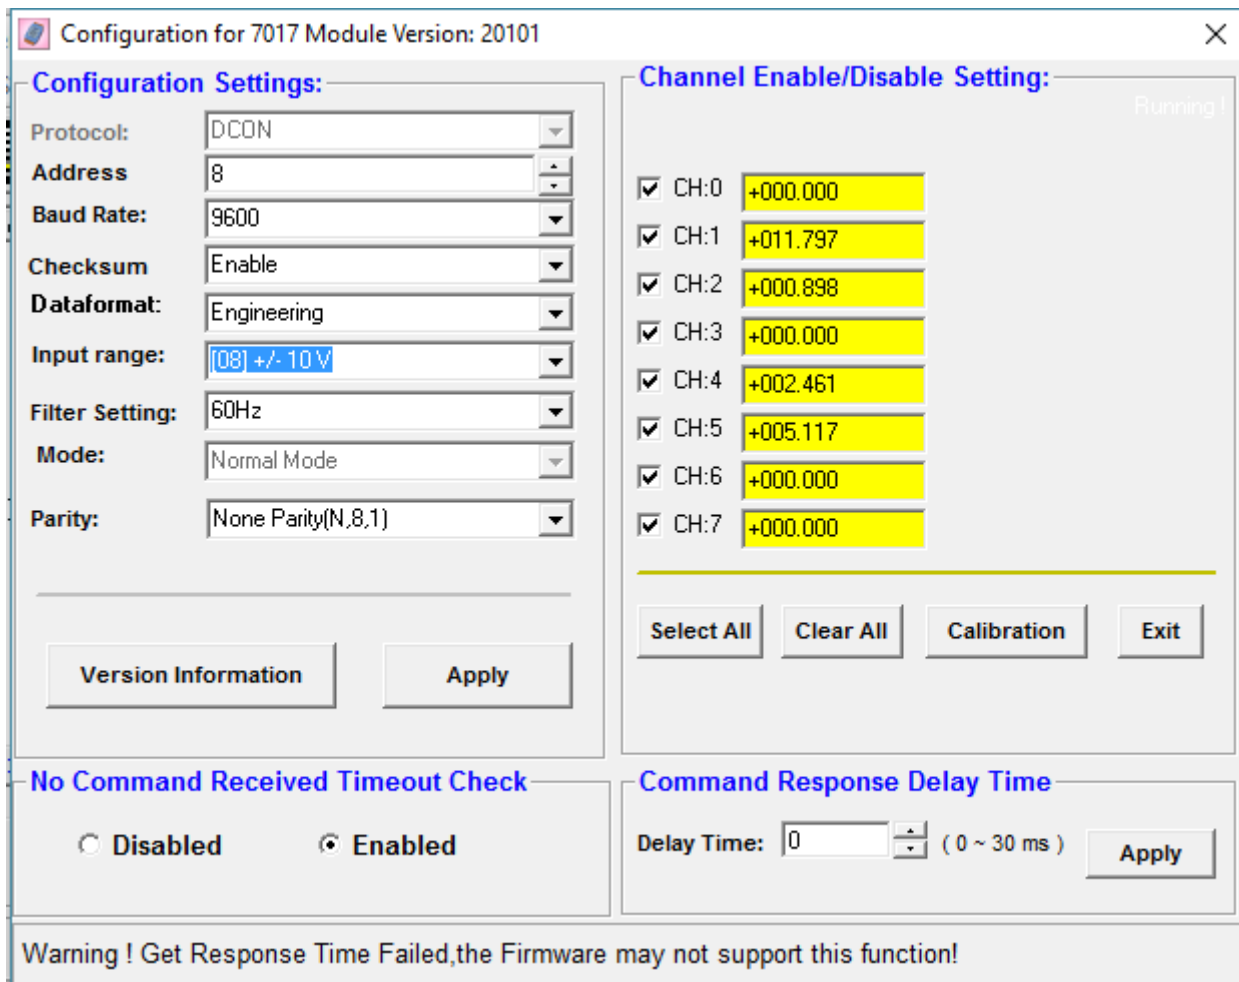 Configuration for 7017 Module Version: 20101
Configuration Settings:
Protocol: DCON
Address 8
Baud Rate: 9600
Checksum Enable
Dataformat: Engineering
Input range: [08] +/- 10 V
Filter Setting: 60Hz
Mode: Normal Mode
Parity: None Parity(N,8,1)
Version Information Apply
Channel Enable/Disable Setting:
Running !
CH:0 +000.000
CH:1 +011.797
CH:2 +000.898
CH:3 +000.000
CH:4 +002.461
CH:5 +005.117
CH:6 +000.000
CH:7 +000.000
Select All Clear All Calibration Exit
No Command Received Timeout Check
Disabled Enabled
Command Response Delay Time
Delay Time: 0 ( 0 ~ 30 ms ) Apply
Warning ! Get Response Time Failed,the Firmware may not support this function!